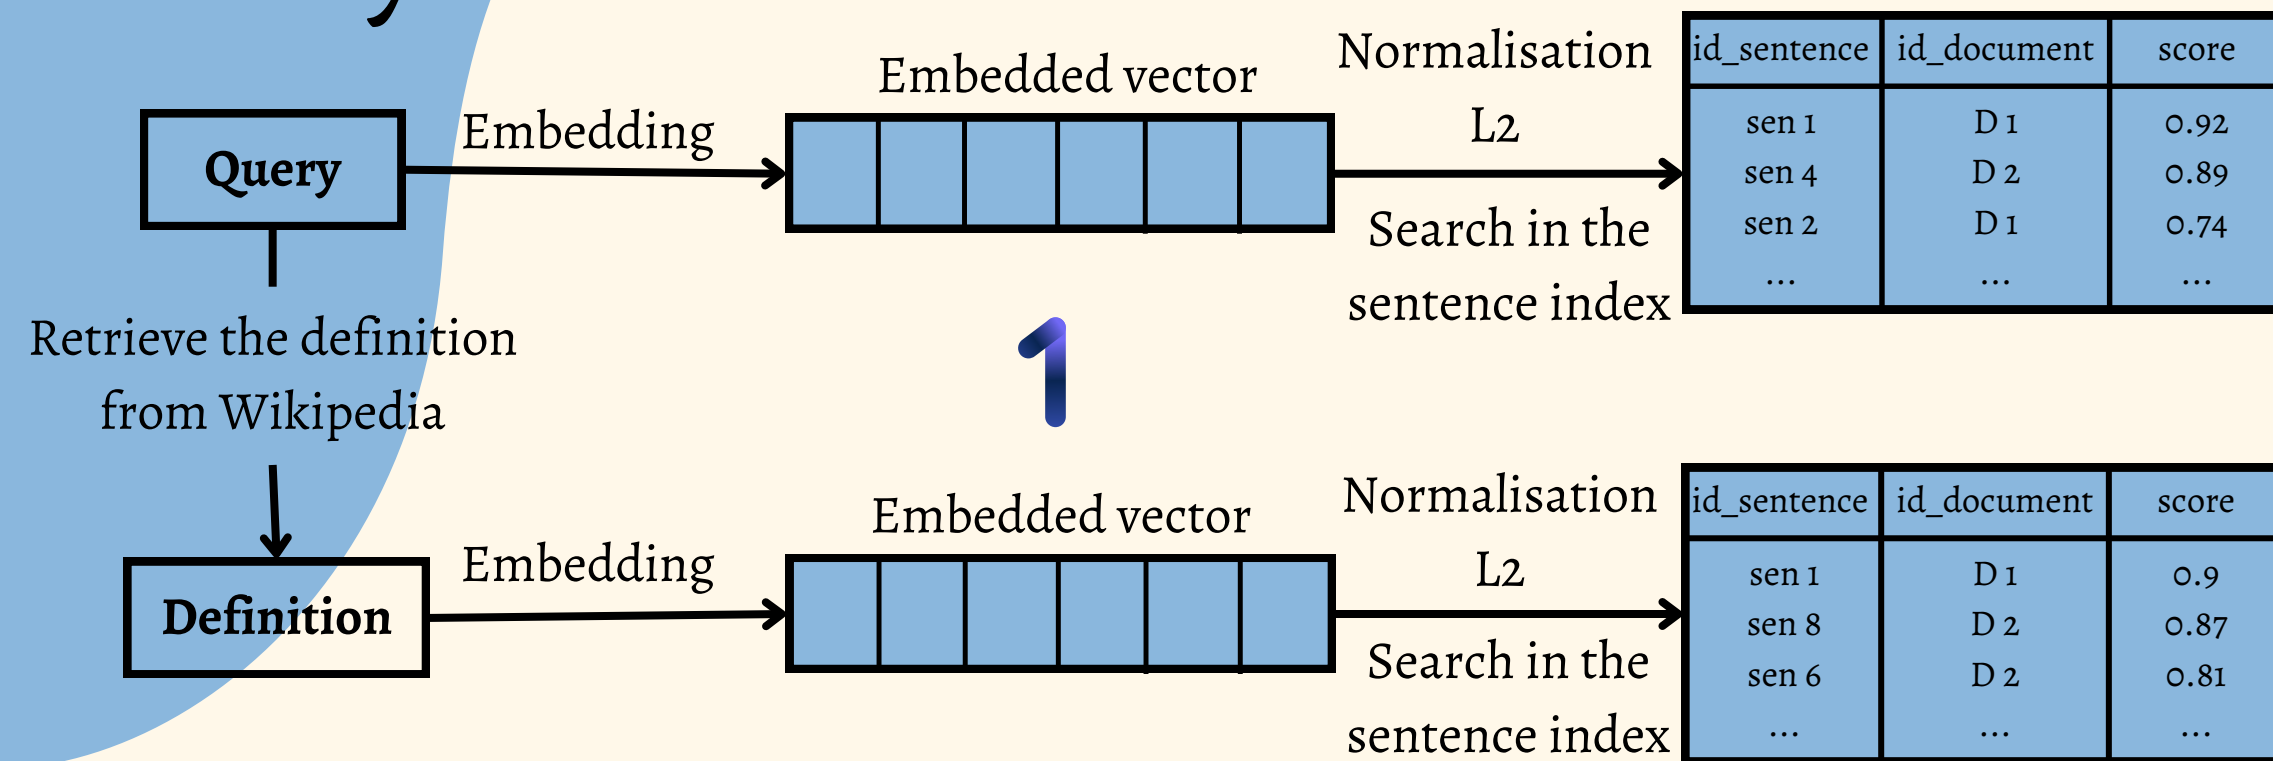 Query
Embedding
Embedded vector
Normalisation
L2
Search in the
sentence index
id_sentence id_document score
sen 1 D 1 0.92
sen 4 D 2 0.89
sen 2 D 1 0.74
... ... ...
Retrieve the definition
from Wikipedia
1
Definition
Embedding
Embedded vector
Normalisation
L2
Search in the
sentence index
id_sentence id_document score
sen 1 D 1 0.9
sen 8 D 2 0.87
sen 6 D 2 0.81
... ... ...